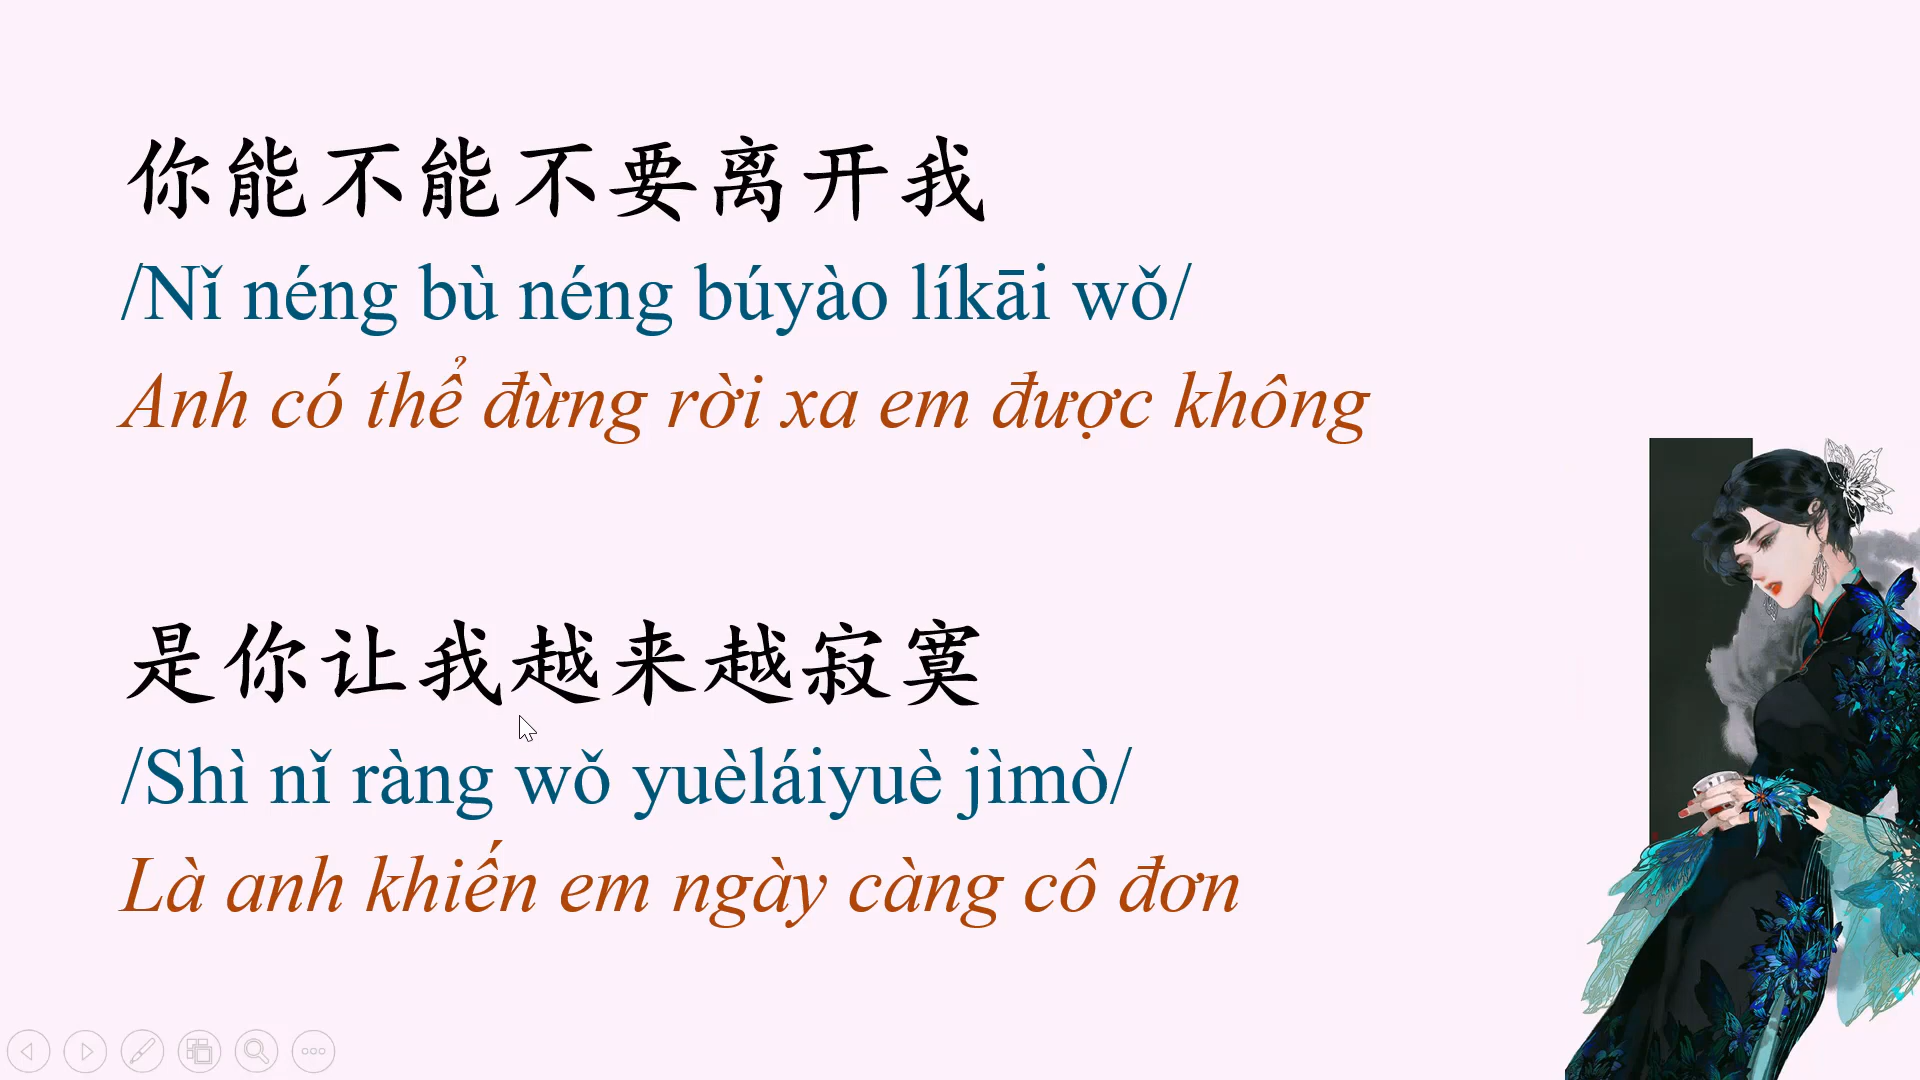 你能不能不要离开我
/Nǐ néng bù néng búyào líkāi wǒ/
Anh có thể đừng rời xa em được không
是你让我越来越寂寞
/Shì nǐ ràng wǒ yuèláiyuè jìmò/
Là anh khiến em ngày càng cô đơn